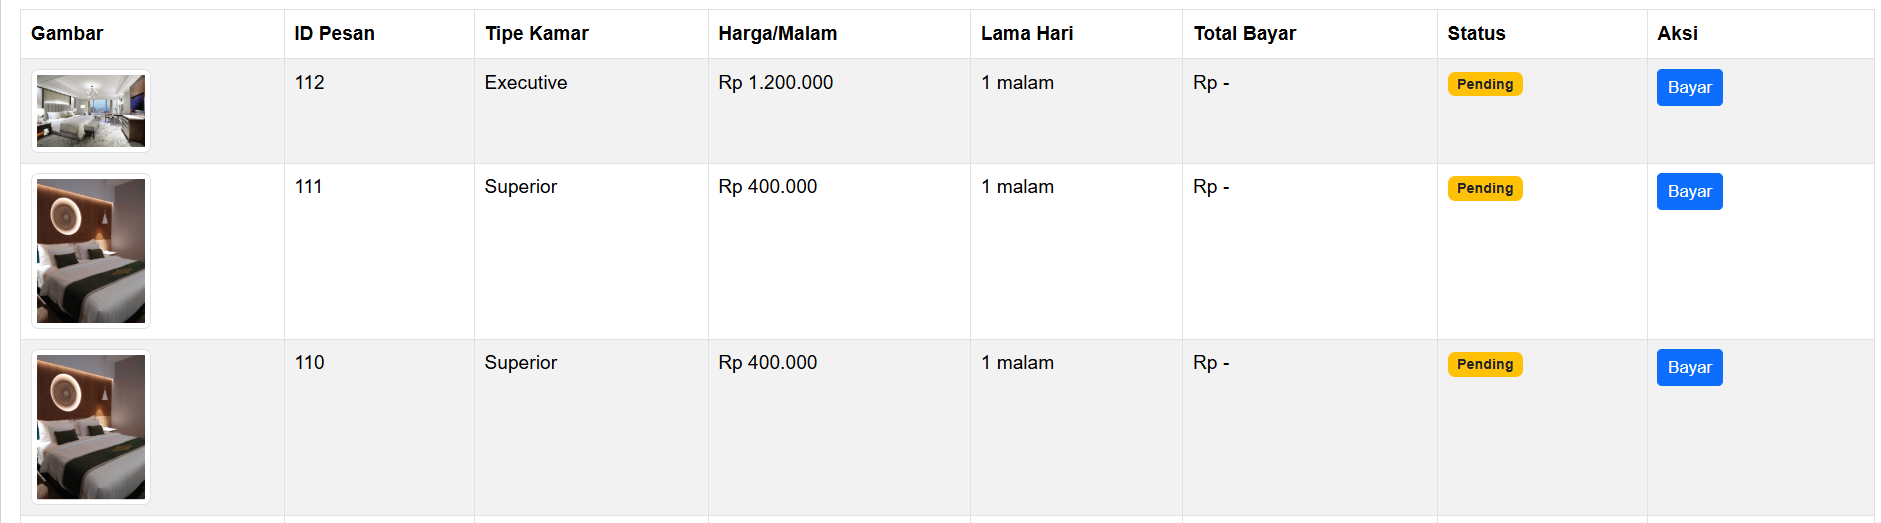 Gambar ID Pesan Tipe Kamar Harga/Malam Lama Hari Total Bayar Status Aksi
112 Executive Rp 1.200.000 1 malam Rp - Pending Bayar
111 Superior Rp 400.000 1 malam Rp - Pending Bayar
110 Superior Rp 400.000 1 malam Rp - Pending Bayar